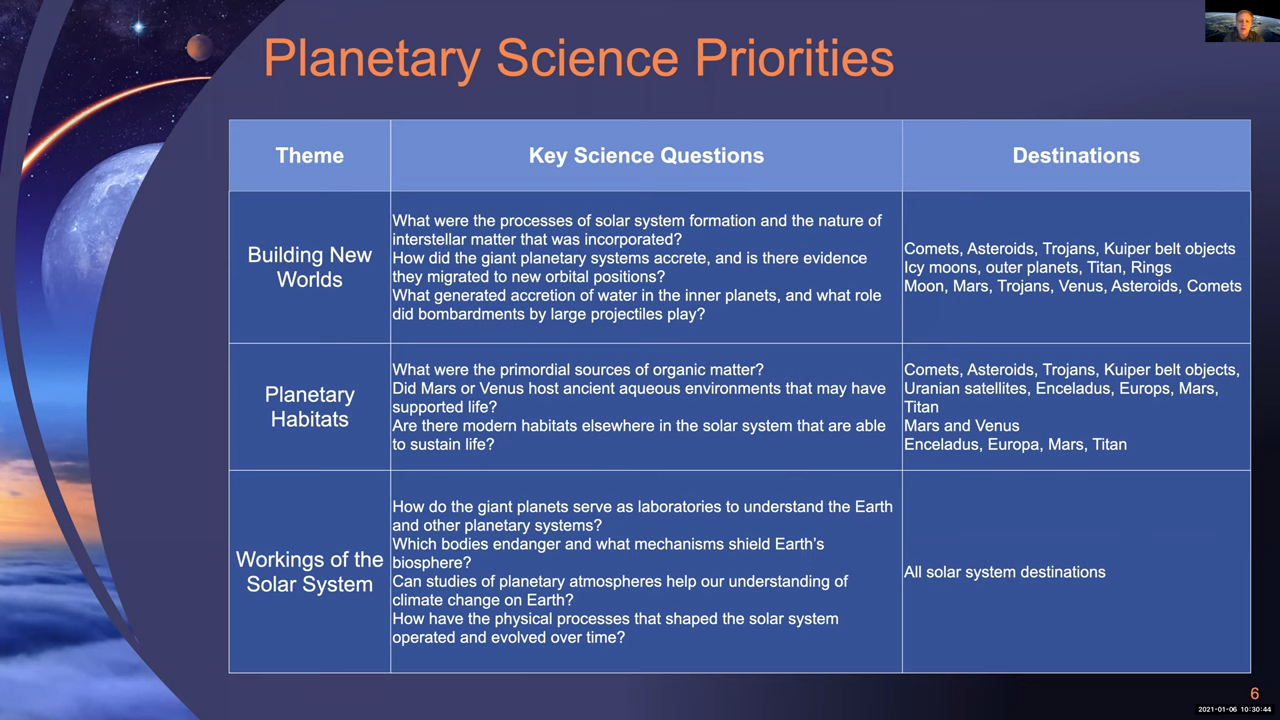 Planetary Science Priorities
Theme
Key Science Questions
Destinations
Building New
Worlds
What were the processes of solar system formation and the nature of
interstellar matter that was incorporated?
How did the giant planetary systems accrete, and is there evidence
they migrated to new orbital positions?
What generated accretion of water in the inner planets, and what role
did bombardments by large projectiles play?
Comets, Asteroids, Trojans, Kuiper belt objects
Icy moons, outer planets, Titan, Rings
Moon, Mars, Trojans, Venus, Asteroids, Comets
Planetary
Habitats
What were the primordial sources of organic matter?
Did Mars or Venus host ancient aqueous environments that may have
supported life?
Are there modern habitats elsewhere in the solar system that are able
to sustain life?
Comets, Asteroids, Trojans, Kuiper belt objects,
Uranian satellites, Enceladus, Europs, Mars,
Titan
Mars and Venus
Enceladus, Europa, Mars, Titan
Workings of the
Solar System
How do the giant planets serve as laboratories to understand the Earth
and other planetary systems?
Which bodies endanger and what mechanisms shield Earth's
biosphere?
Can studies of planetary atmospheres help our understanding of
climate change on Earth?
How have the physical processes that shaped the solar system
operated and evolved over time?
All solar system destinations
6
2021-01-06 10:30:44